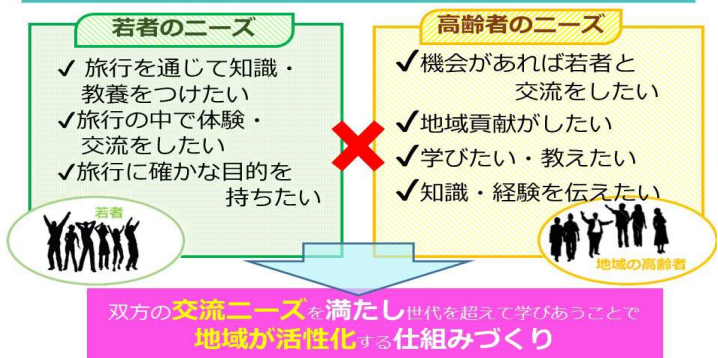 若者のニーズ
✓ 旅行を通じて知識・
教養をつけたい
✓旅行の中で体験・
交流をしたい
✓旅行に確かな目的を
持ちたい
若者
高齢者のニーズ
✓機会があれば若者と
交流をしたい
✓地域貢献がしたい
✓学びたい・教えたい
✓知識・経験を伝えたい
地域の高齢者
双方の交流ニーズを満たし世代を超えて学びあうことで
地域が活性化する仕組みづくり